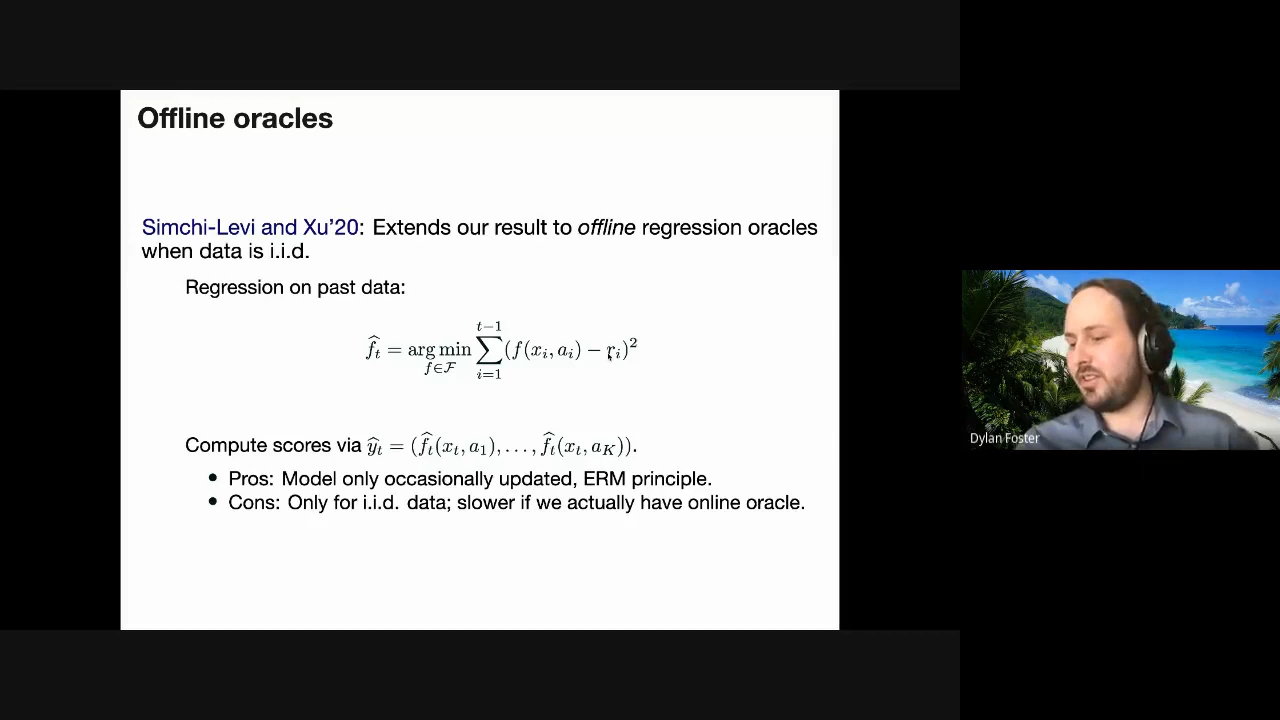 Offline oracles
Simchi-Levi and Xu’20: Extends our result to offline regression oracles
when data is i.i.d.
Regression on past data:
$\widehat{f}_t = \underset{f \in \mathcal{F}}{\arg\min} \sum_{i=1}^{t-1} (f(x_i, a_i) - r_i)^2$
Compute scores via $\widehat{y}_t = (\widehat{f}_t(x_t, a_1), \ldots, \widehat{f}_t(x_t, a_K))$.
• Pros: Model only occasionally updated, ERM principle.
• Cons: Only for i.i.d. data; slower if we actually have online oracle.
Dylan Foster